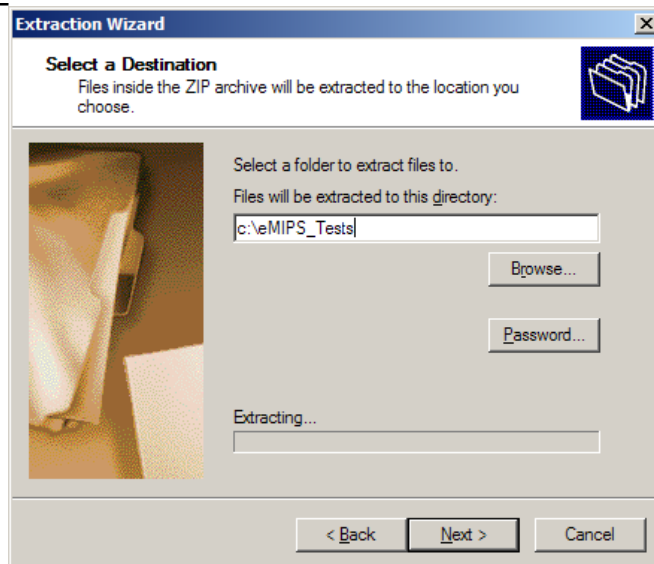 Extraction Wizard
Select a Destination
Files inside the ZIP archive will be extracted to the location you
choose.
Select a folder to extract files to.
Files will be extracted to this directory:
c:\eMIPS_Tests
Browse...
Password...
Extracting...
< Back
Next >
Cancel